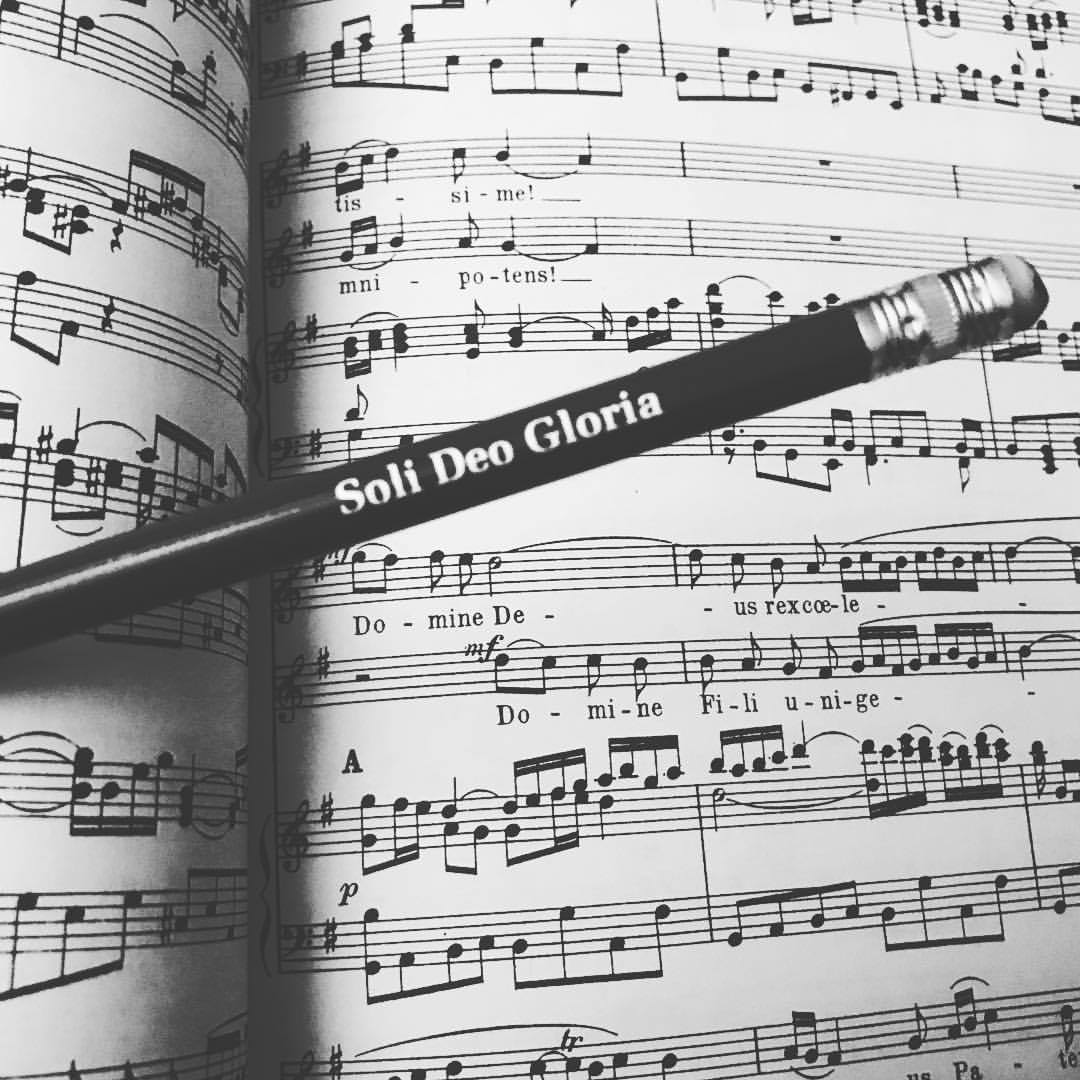 tis - si - me!
mni - po - tens!
Soli Deo Gloria
mf
Do - mine De - - us rex cœ - le - -
mf
Do - mi - ne Fi - li u - ni - ge - -
A
p
tr
us Pa - te